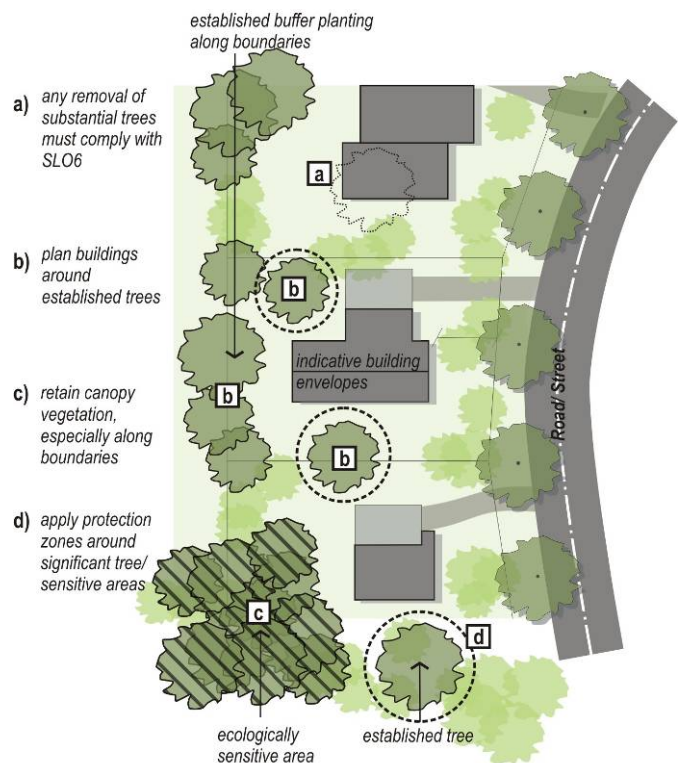 established buffer planting
along boundaries
a) any removal of
substantial trees
must comply with
SLO6
a
b) plan buildings
around
established trees
b
indicative building
envelopes
Road/ Street
b
c) retain canopy
vegetation,
especially along
boundaries
b
d) apply protection
zones around
significant tree/
sensitive areas
c
d
ecologically
sensitive area
established tree